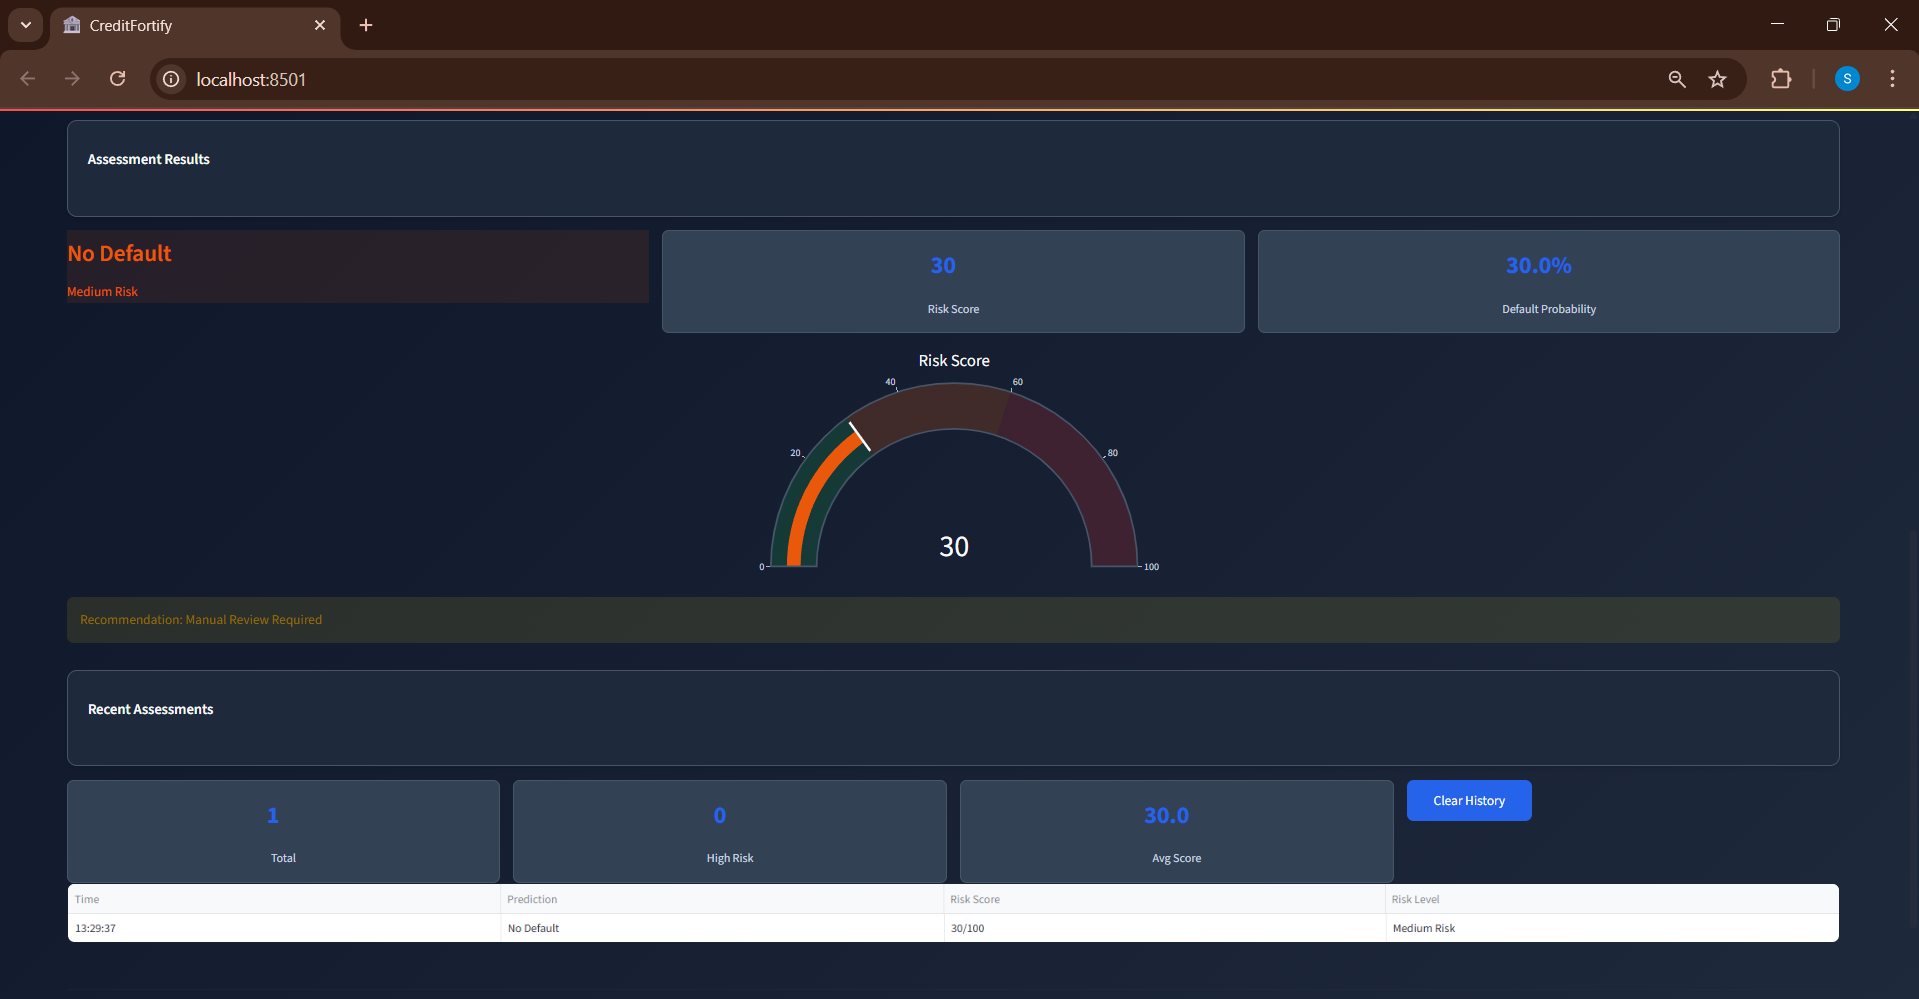 CreditFortify
localhost:8501
S
Assessment Results
No Default
Medium Risk
30
Risk Score
30.0%
Default Probability
Risk Score
0
20
40
60
80
100
30
Recommendation: Manual Review Required
Recent Assessments
1
Total
0
High Risk
30.0
Avg Score
Clear History
Time Prediction Risk Score Risk Level
13:29:37 No Default 30/100 Medium Risk